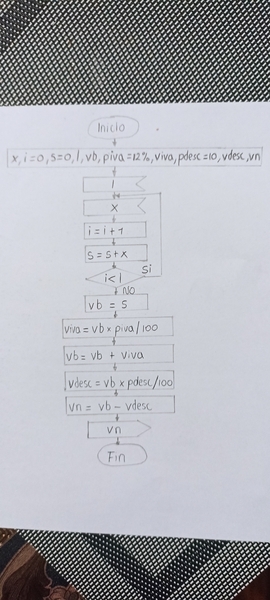 Inicio
x, i=0, s=0, l, vb, piva=12%, viva, pdesc=10, vdesc, vn
l
x
i=i+1
s=s+x
i<l
si
NO
vb = s
viva=vb x piva/100
vb= vb + viva
vdesc=vb x pdesc/100
vn = vb - vdesc
vn
Fin